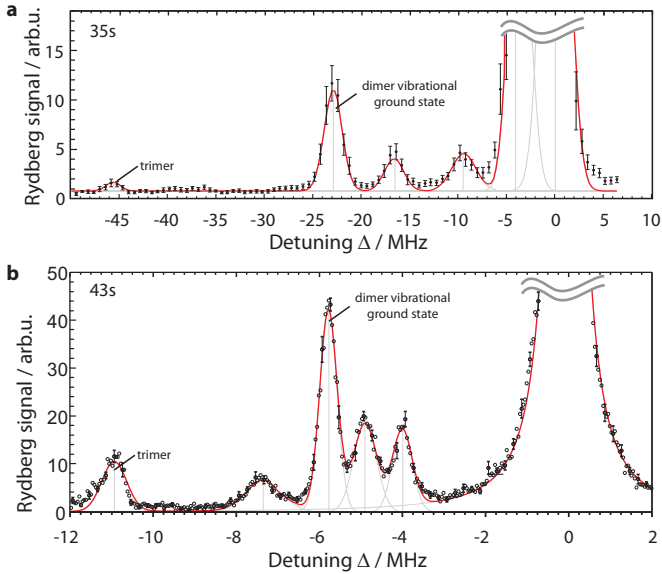 a
35s
Rydberg signal / arb.u.
15
10
5
0
dimer vibrational
ground state
trimer
-45 -40 -35 -30 -25 -20 -15 -10 -5 0 5 10
Detuning Δ / MHz
b
43s
Rydberg signal / arb.u.
50
40
30
20
10
0
dimer vibrational
ground state
trimer
-12 -10 -8 -6 -4 -2 0 2
Detuning Δ / MHz